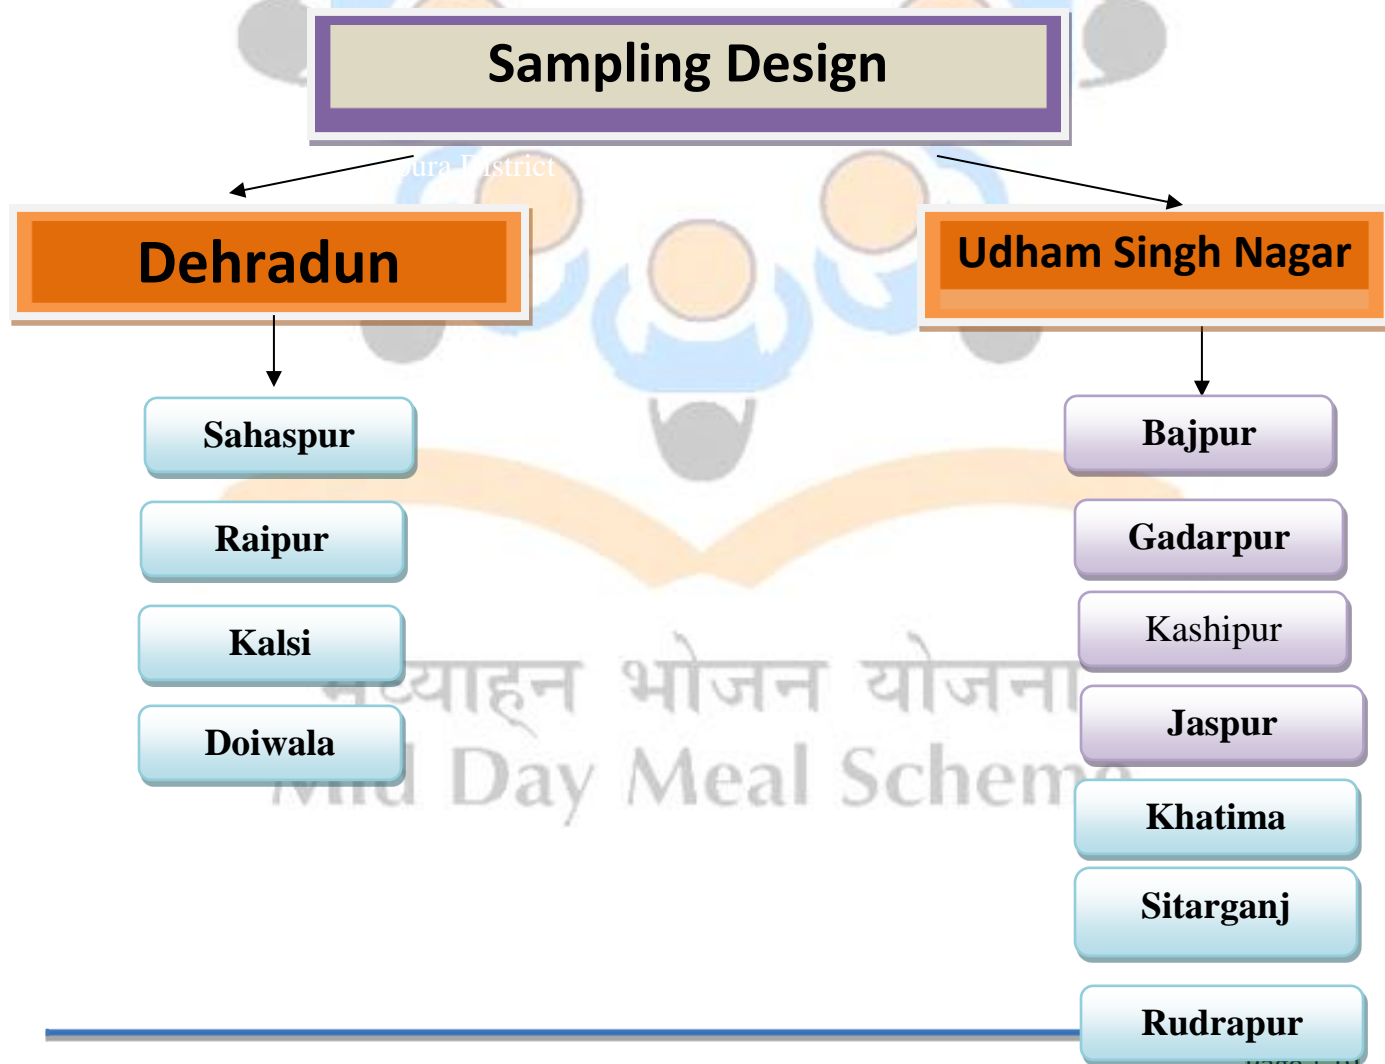 Sampling Design
District
Dehradun
Udham Singh Nagar
Sahaspur
Raipur
Kalsi
Doiwala
Bajpur
Gadarpur
Kashipur
Jaspur
Khatima
Sitarganj
Rudrapur
मध्याह्न भोजन योजना
Mid Day Meal Scheme